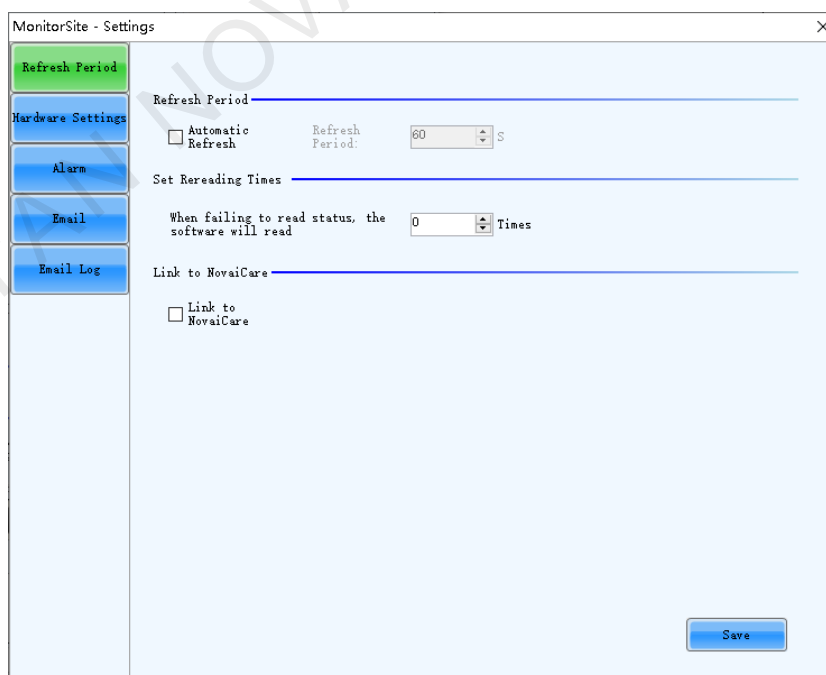 MonitorSite - Settings
Refresh Period
Hardware Settings
Alarm
Email
Email Log
Refresh Period
Automatic
Refresh
Refresh
Period:
60
S
Set Rereading Times
When failing to read status, the
software will read
0
Times
Link to NovaiCare
Link to
NovaiCare
Save